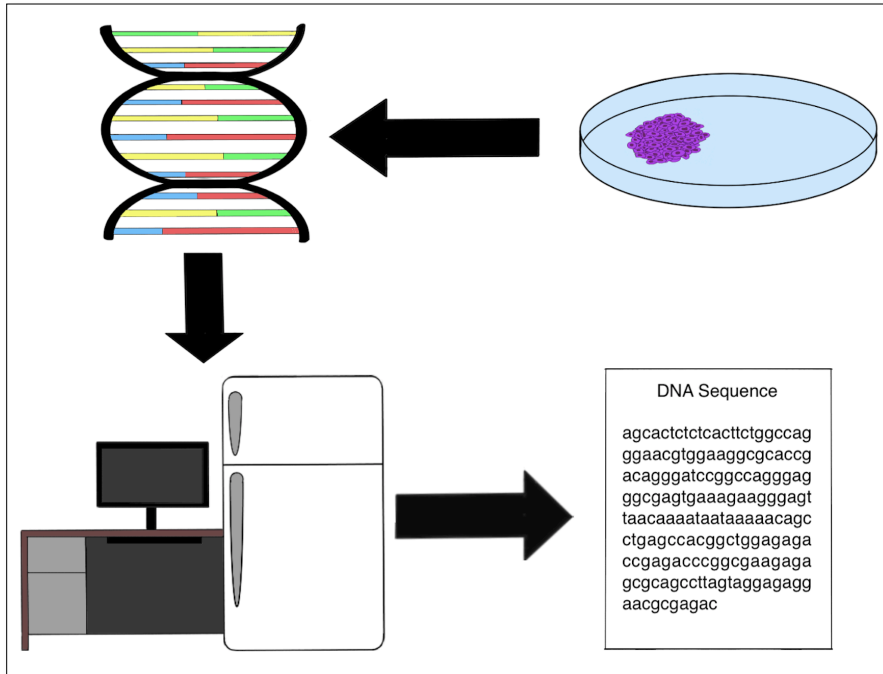 DNA Sequence
agcactctctcacttctggccag
ggaacgtggaaggcgcaccg
acagggatccggccagggag
ggcgagtgaaagaagggagt
taacaaaataataaaaacagc
ctgagccacggctggagaga
ccgagacccggcgaagaga
gcgcagccttagtaggagagg
aacgcgagac